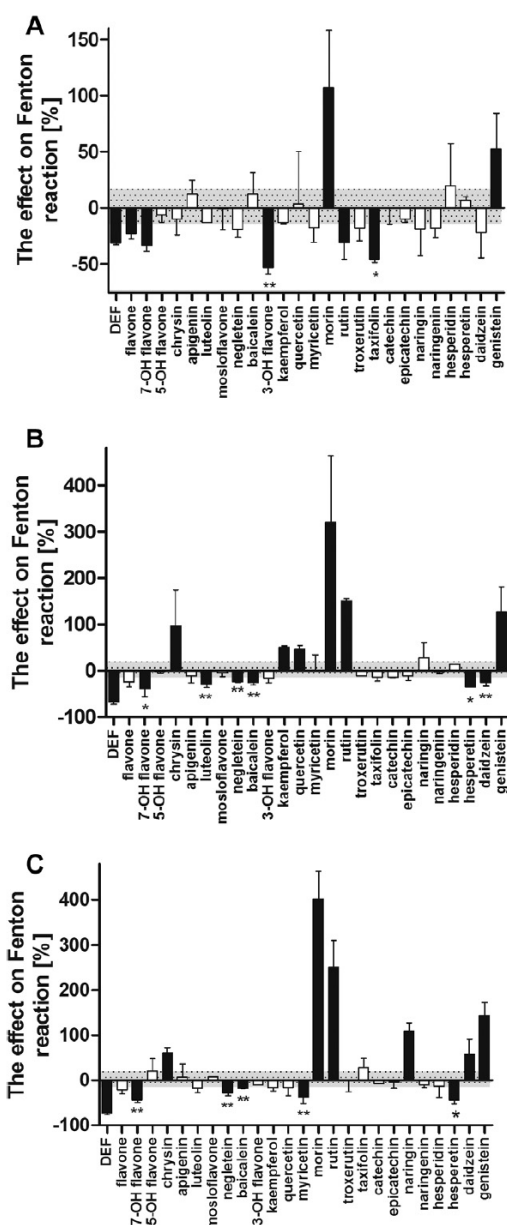 A
The effect on Fenton
reaction [%]
150
100
50
0
-50
**
*
DEF
flavone
7-OH flavone
5-OH flavone
chrysin
apigenin
luteolin
mosloflavone
negletein
baicalein
3-OH flavone
kaempferol
quercetin
myricetin
morin
rutin
troxerutin
taxifolin
catechin
epicatechin
naringin
naringenin
hesperidin
hesperetin
daidzein
genistein
B
The effect on Fenton
reaction [%]
400
300
200
100
0
-100
*
**
**
**
*
**
DEF
flavone
7-OH flavone
5-OH flavone
chrysin
apigenin
luteolin
mosloflavone
negletein
baicalein
3-OH flavone
kaempferol
quercetin
myricetin
morin
rutin
troxerutin
taxifolin
catechin
epicatechin
naringin
naringenin
hesperidin
hesperetin
daidzein
genistein
C
The effect on Fenton
reaction [%]
400
300
200
100
0
-100
**
**
**
**
*
DEF
flavone
7-OH flavone
5-OH flavone
chrysin
apigenin
luteolin
mosloflavone
negletein
baicalein
3-OH flavone
kaempferol
quercetin
myricetin
morin
rutin
troxerutin
taxifolin
catechin
epicatechin
naringin
naringenin
hesperidin
hesperetin
daidzein
genistein